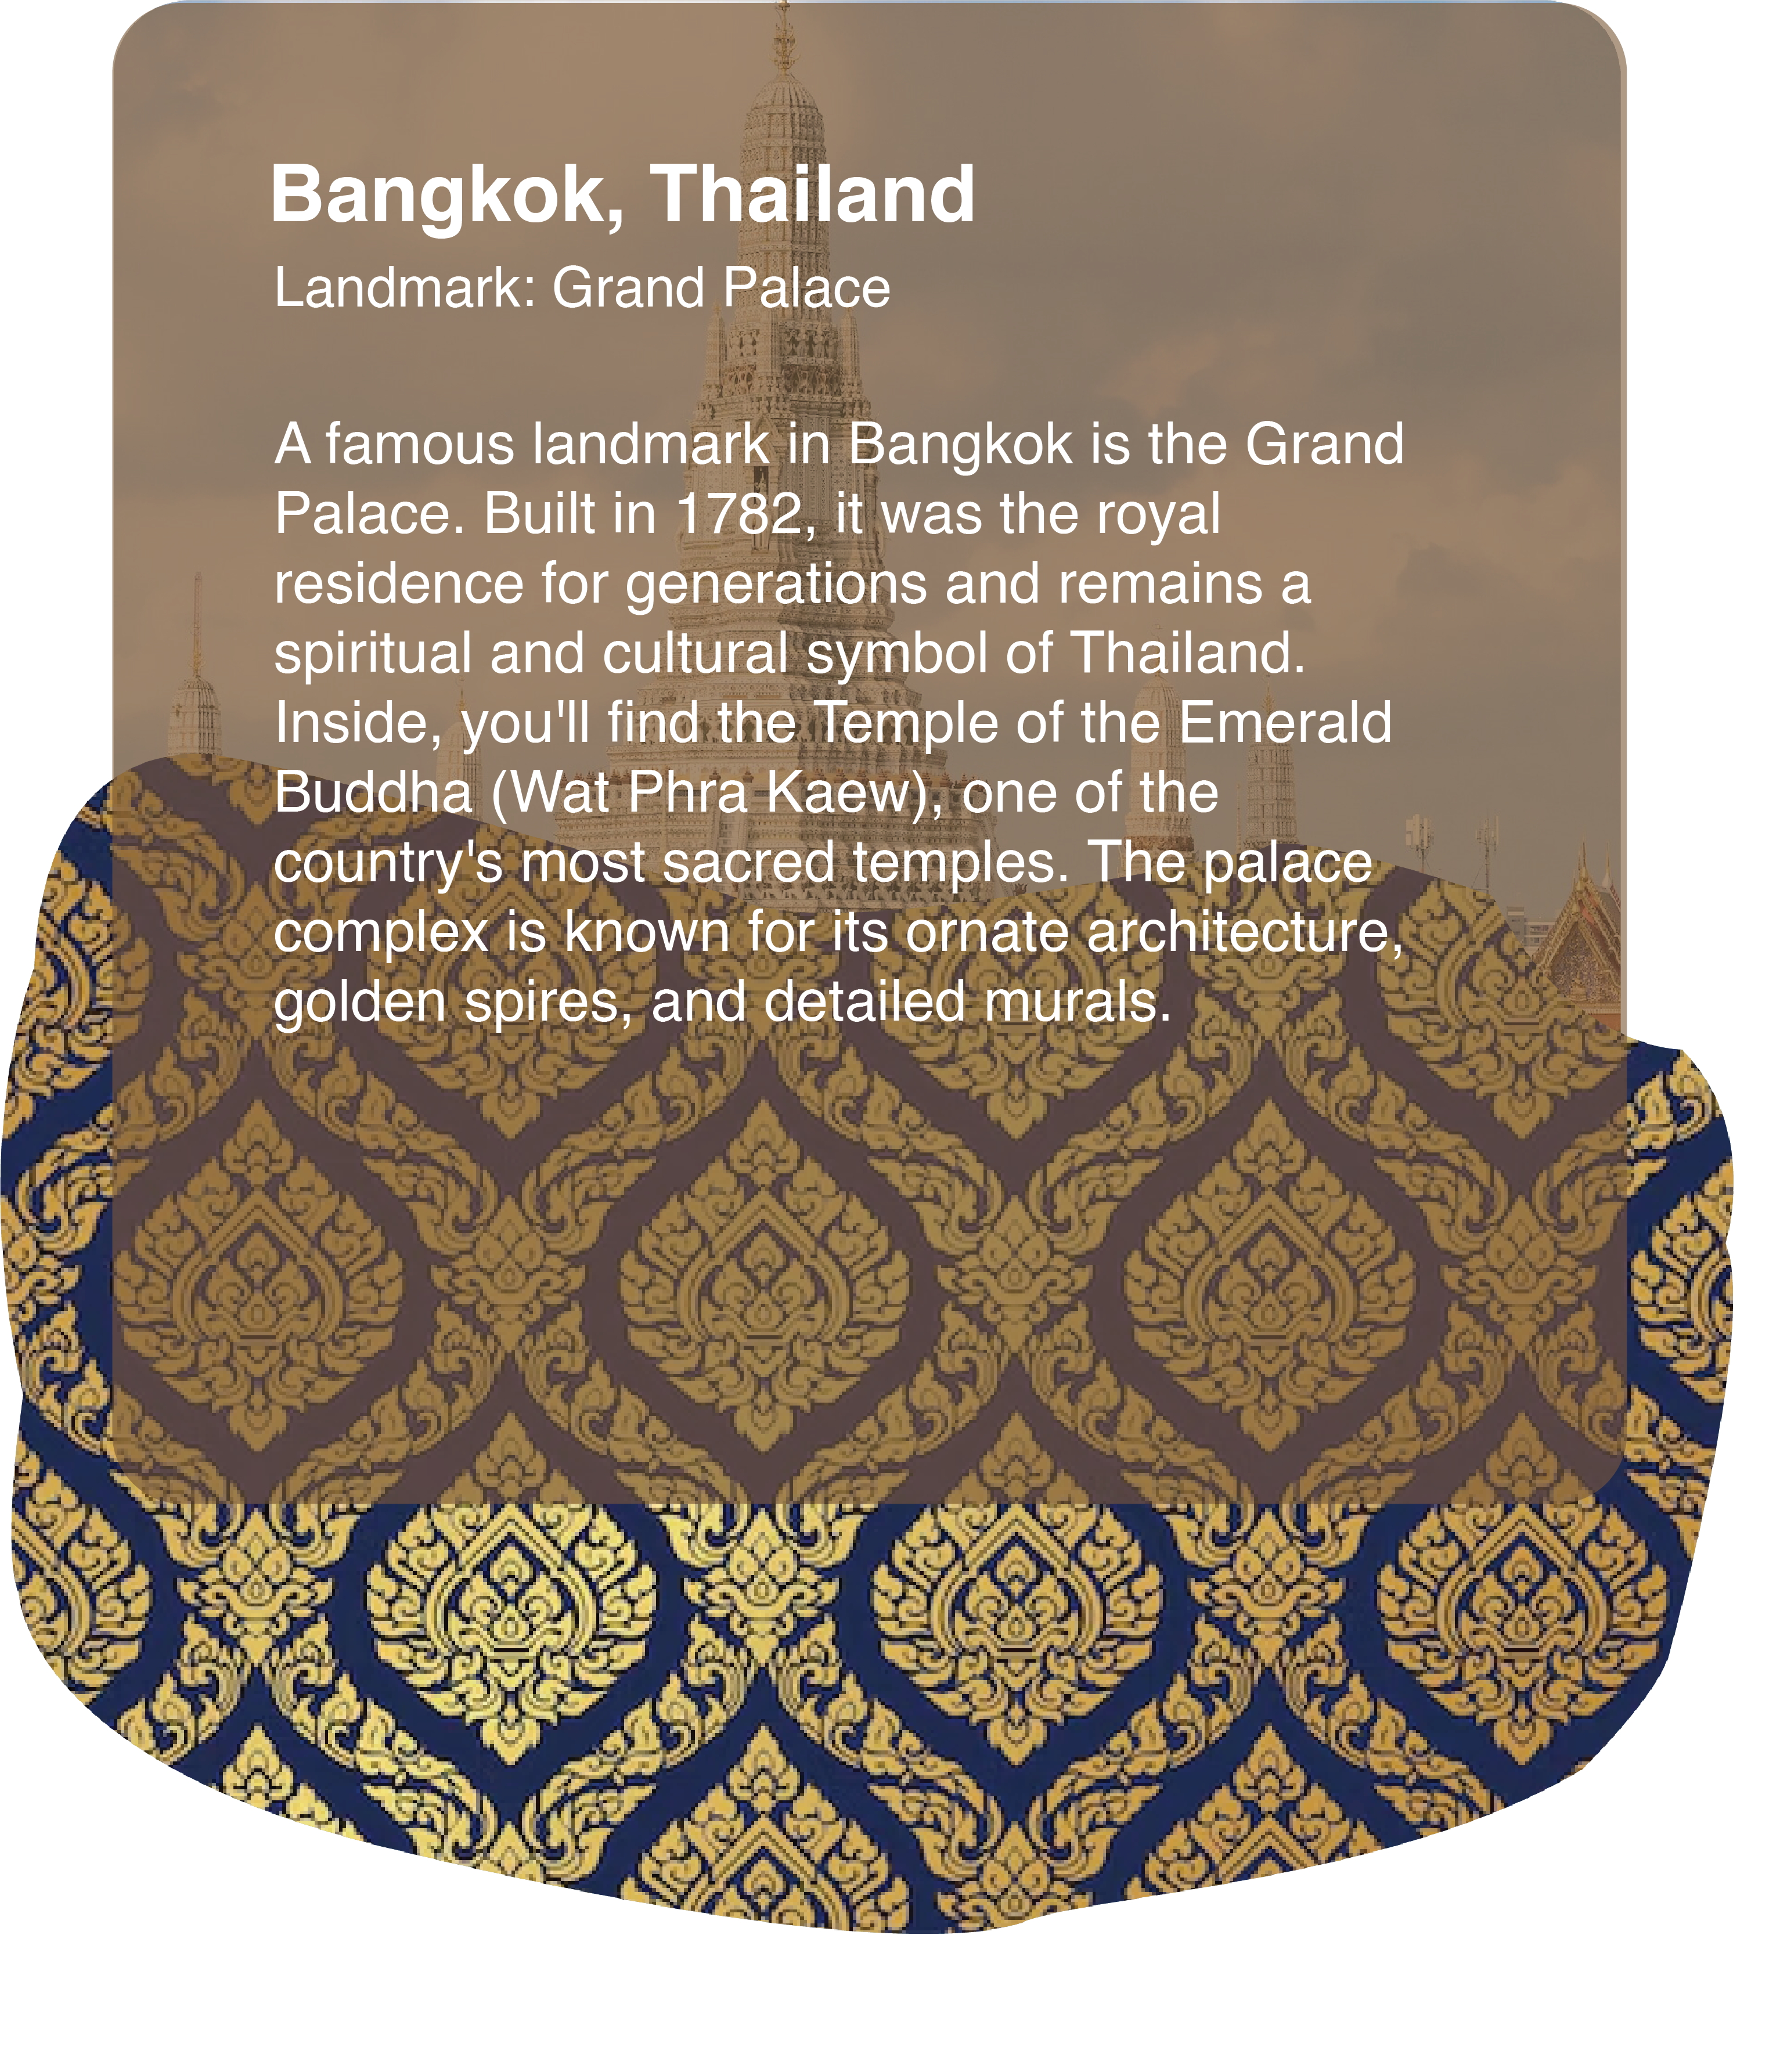 Bangkok, Thailand
Landmark: Grand Palace
A famous landmark in Bangkok is the Grand
Palace. Built in 1782, it was the royal
residence for generations and remains a
spiritual and cultural symbol of Thailand.
Inside, you'll find the Temple of the Emerald
Buddha (Wat Phra Kaew), one of the
country's most sacred temples. The palace
complex is known for its ornate architecture,
golden spires, and detailed murals.